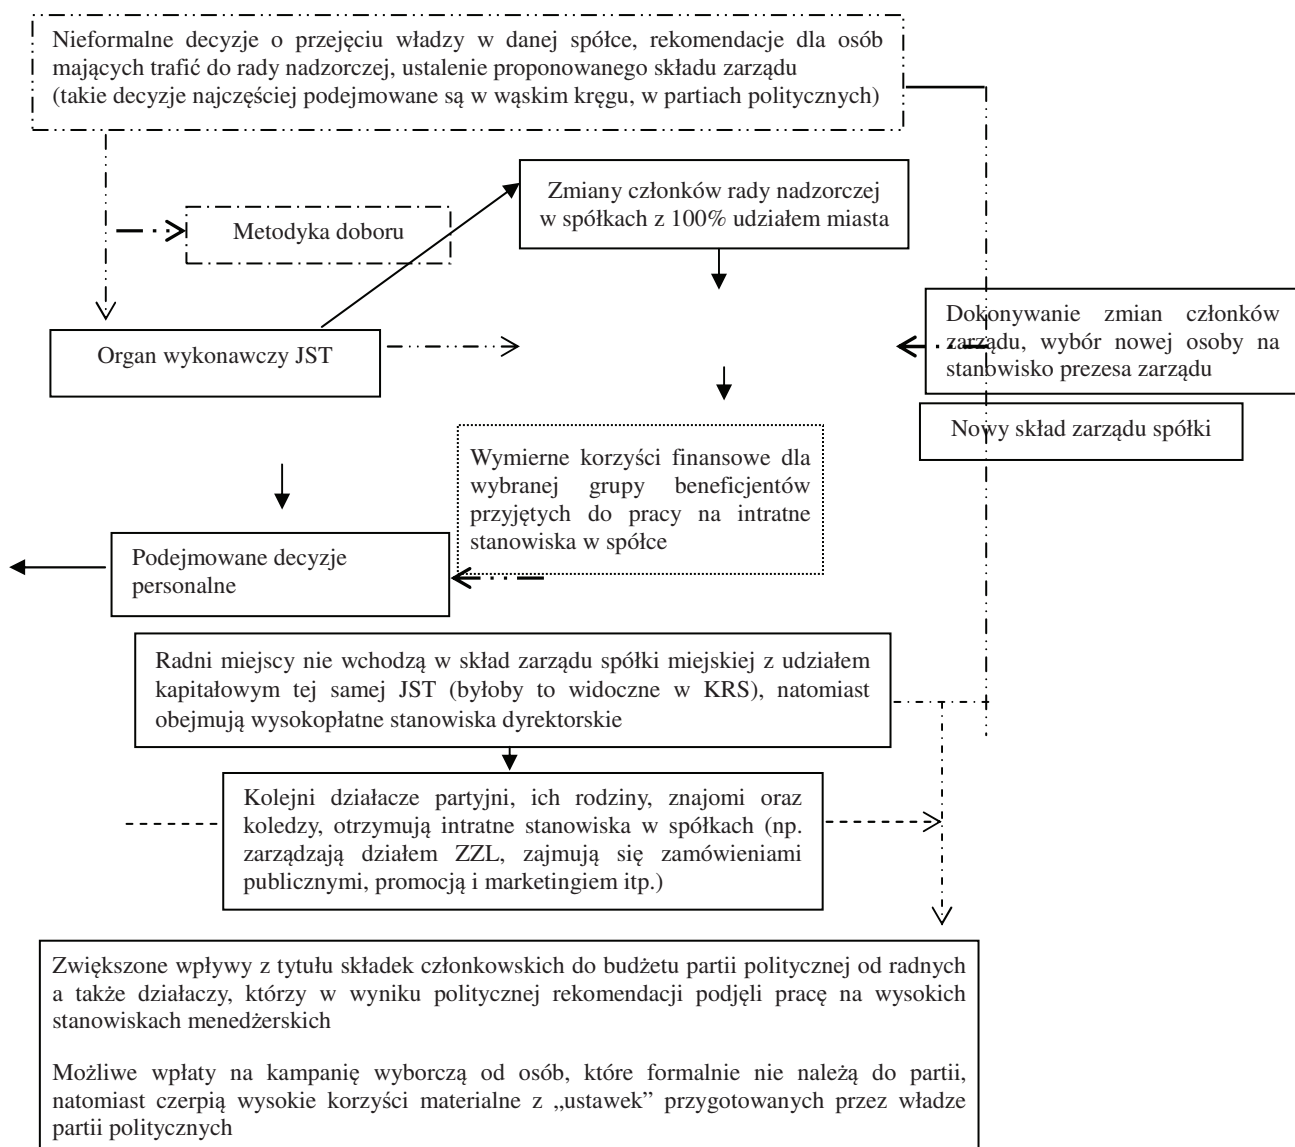 Nieformalne decyzje o przejęciu władzy w danej spółce, rekomendacje dla osób
mających trafić do rady nadzorczej, ustalenie proponowanego składu zarządu
(takie decyzje najczęściej podejmowane są w wąskim kręgu, w partiach politycznych)
Zmiany członków rady nadzorczej
w spółkach z 100% udziałem miasta
Metodyka doboru
Organ wykonawczy JST
Dokonywanie zmian członków
zarządu, wybór nowej osoby na
stanowisko prezesa zarządu
Nowy skład zarządu spółki
Wymierne korzyści finansowe dla
wybranej grupy beneficjentów
przyjętych do pracy na intratne
stanowiska w spółce
Podejmowane decyzje
personalne
Radni miejscy nie wchodzą w skład zarządu spółki miejskiej z udziałem
kapitałowym tej samej JST (byłoby to widoczne w KRS), natomiast
obejmują wysokopłatne stanowiska dyrektorskie
Kolejni działacze partyjni, ich rodziny, znajomi oraz
koledzy, otrzymują intratne stanowiska w spółkach (np.
zarządzają działem ZZL, zajmują się zamówieniami
publicznymi, promocją i marketingiem itp.)
Zwiększone wpływy z tytułu składek członkowskich do budżetu partii politycznej od radnych
a także działaczy, którzy w wyniku politycznej rekomendacji podjęli pracę na wysokich
stanowiskach menedżerskich
Możliwe wpłaty na kampanię wyborczą od osób, które formalnie nie należą do partii,
natomiast czerpią wysokie korzyści materialne z „ustawek” przygotowanych przez władze
partii politycznych